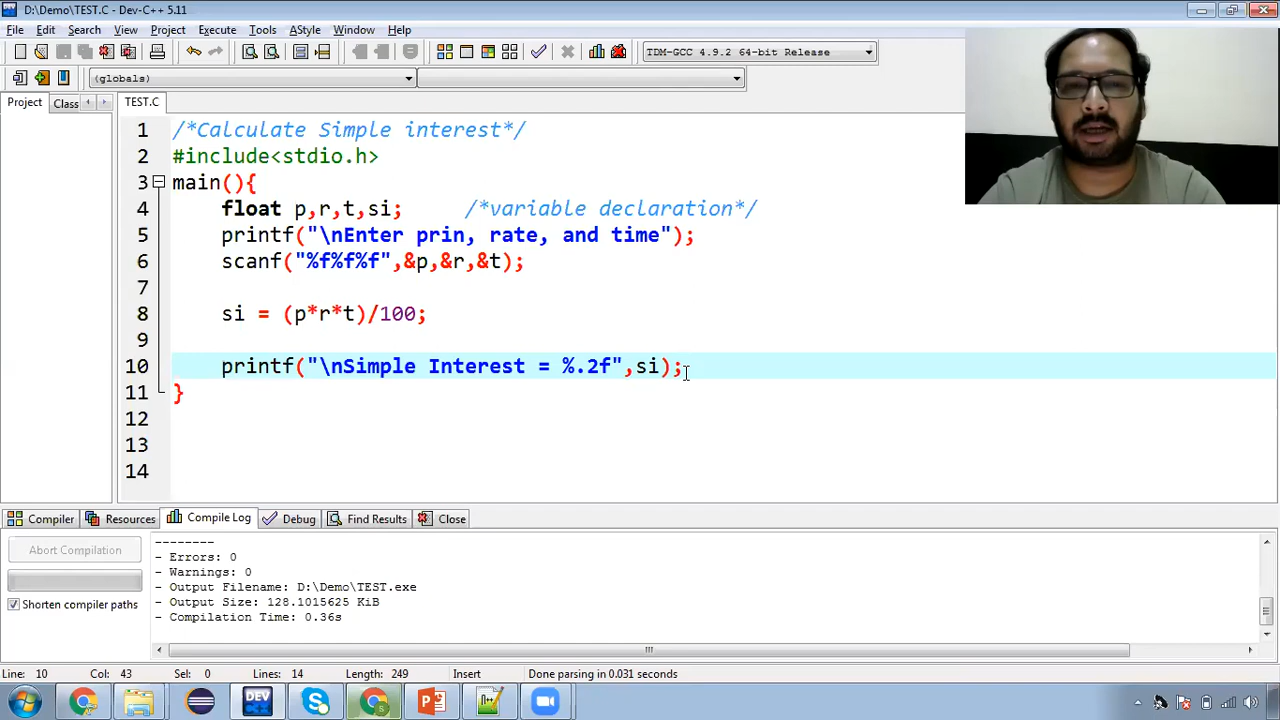 D:\Demo\TEST.C - Dev-C++ 5.11
File Edit Search View Project Execute Tools AStyle Window Help
TDM-GCC 4.9.2 64-bit Release
(globals)
Project Class TEST.C
1 /*Calculate Simple interest*/
2 #include<stdio.h>
3 main(){
4 float p,r,t,si; /*variable declaration*/
5 printf("\nEnter prin, rate, and time");
6 scanf("%f%f%f",&p,&r,&t);
7
8 si = (p*r*t)/100;
9
10 printf("\nSimple Interest = %.2f",si);
11 }
12
13
14
Compiler Resources Compile Log Debug Find Results Close
Abort Compilation
Shorten compiler paths
--------
- Errors: 0
- Warnings: 0
- Output Filename: D:\Demo\TEST.exe
- Output Size: 128.1015625 KiB
- Compilation Time: 0.36s
Line: 10 Col: 43 Sel: 0 Lines: 14 Length: 249 Insert Done parsing in 0.031 seconds
DEV